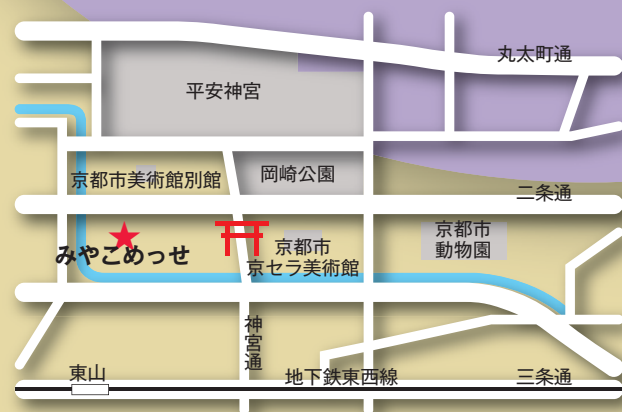 丸太町通
平安神宮
京都市美術館別館
岡崎公園
二条通
みやこめっせ
京都市
京セラ美術館
京都市
動物園
神宮通
東山
地下鉄東西線
三条通